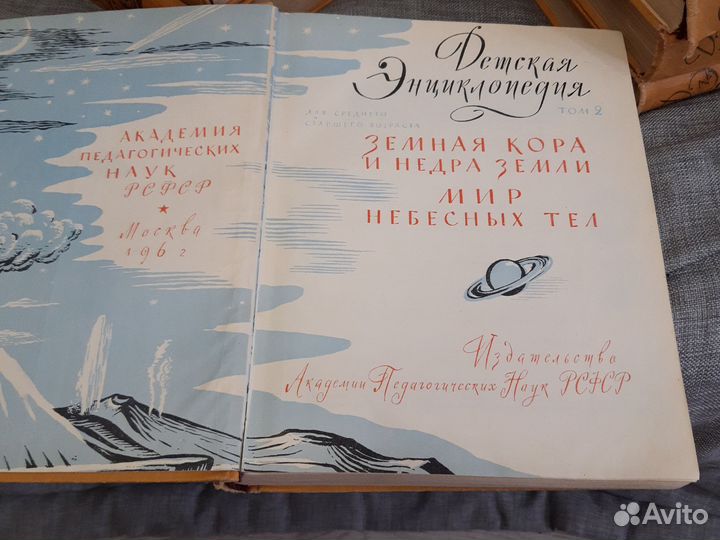 АКАДЕМИЯ
ПЕДАГОГИЧЕСКИХ
НАУК
РСФСР
Москва
1962
Детская
Энциклопедия
ТОМ 2
ДЛЯ СРЕДНЕГО
И
СТАРШЕГО ВОЗРАСТА
ЗЕМНАЯ КОРА
И НЕДРА ЗЕМЛИ
МИР
НЕБЕСНЫХ ТЕЛ
Издательство
Академии Педагогических Наук РСФСР
Avito